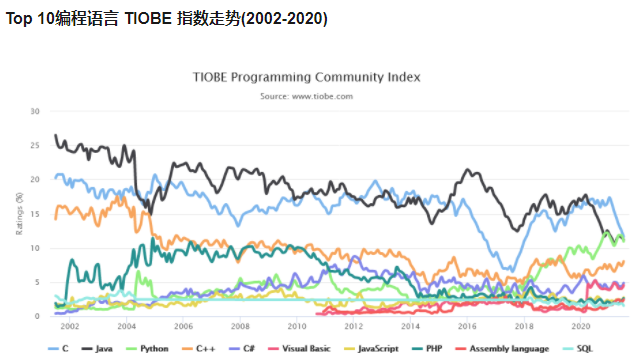 Top 10编程语言 TIOBE 指数走势(2002-2020)
TIOBE Programming Community Index
Source: www.tiobe.com
Ratings (%)
30
25
20
15
10
5
0
2002 2004 2006 2008 2010 2012 2014 2016 2018 2020
C Java Python C++ C# Visual Basic JavaScript PHP Assembly language SQL